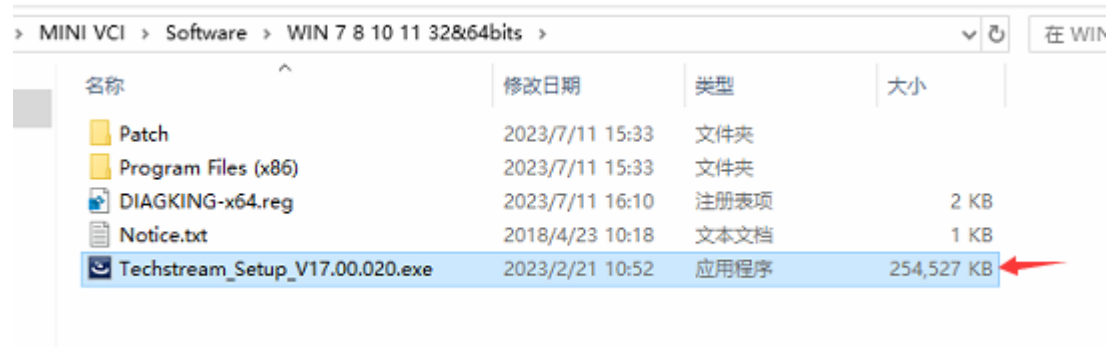 › MINI VCI › Software › WIN 7 8 10 11 32&64bits › 在 WIN
名称 修改日期 类型 大小
Patch 2023/7/11 15:33 文件夹
Program Files (x86) 2023/7/11 15:33 文件夹
DIAGKING-x64.reg 2023/7/11 16:10 注册表项 2 KB
Notice.txt 2018/4/23 10:18 文本文档 1 KB
Techstream_Setup_V17.00.020.exe 2023/2/21 10:52 应用程序 254,527 KB